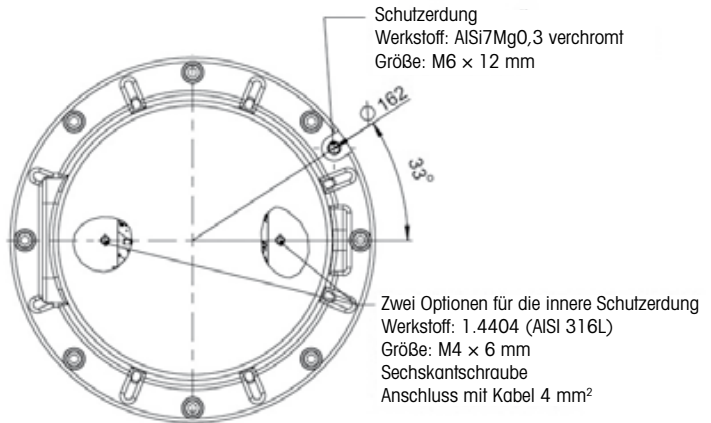 Schutzerdung
Werkstoff: AlSi7Mg0,3 verchromt
Größe: M6 × 12 mm
∅ 162
33°
Zwei Optionen für die innere Schutzerdung
Werkstoff: 1.4404 (AISI 316L)
Größe: M4 × 6 mm
Sechskantschraube
Anschluss mit Kabel 4 mm²